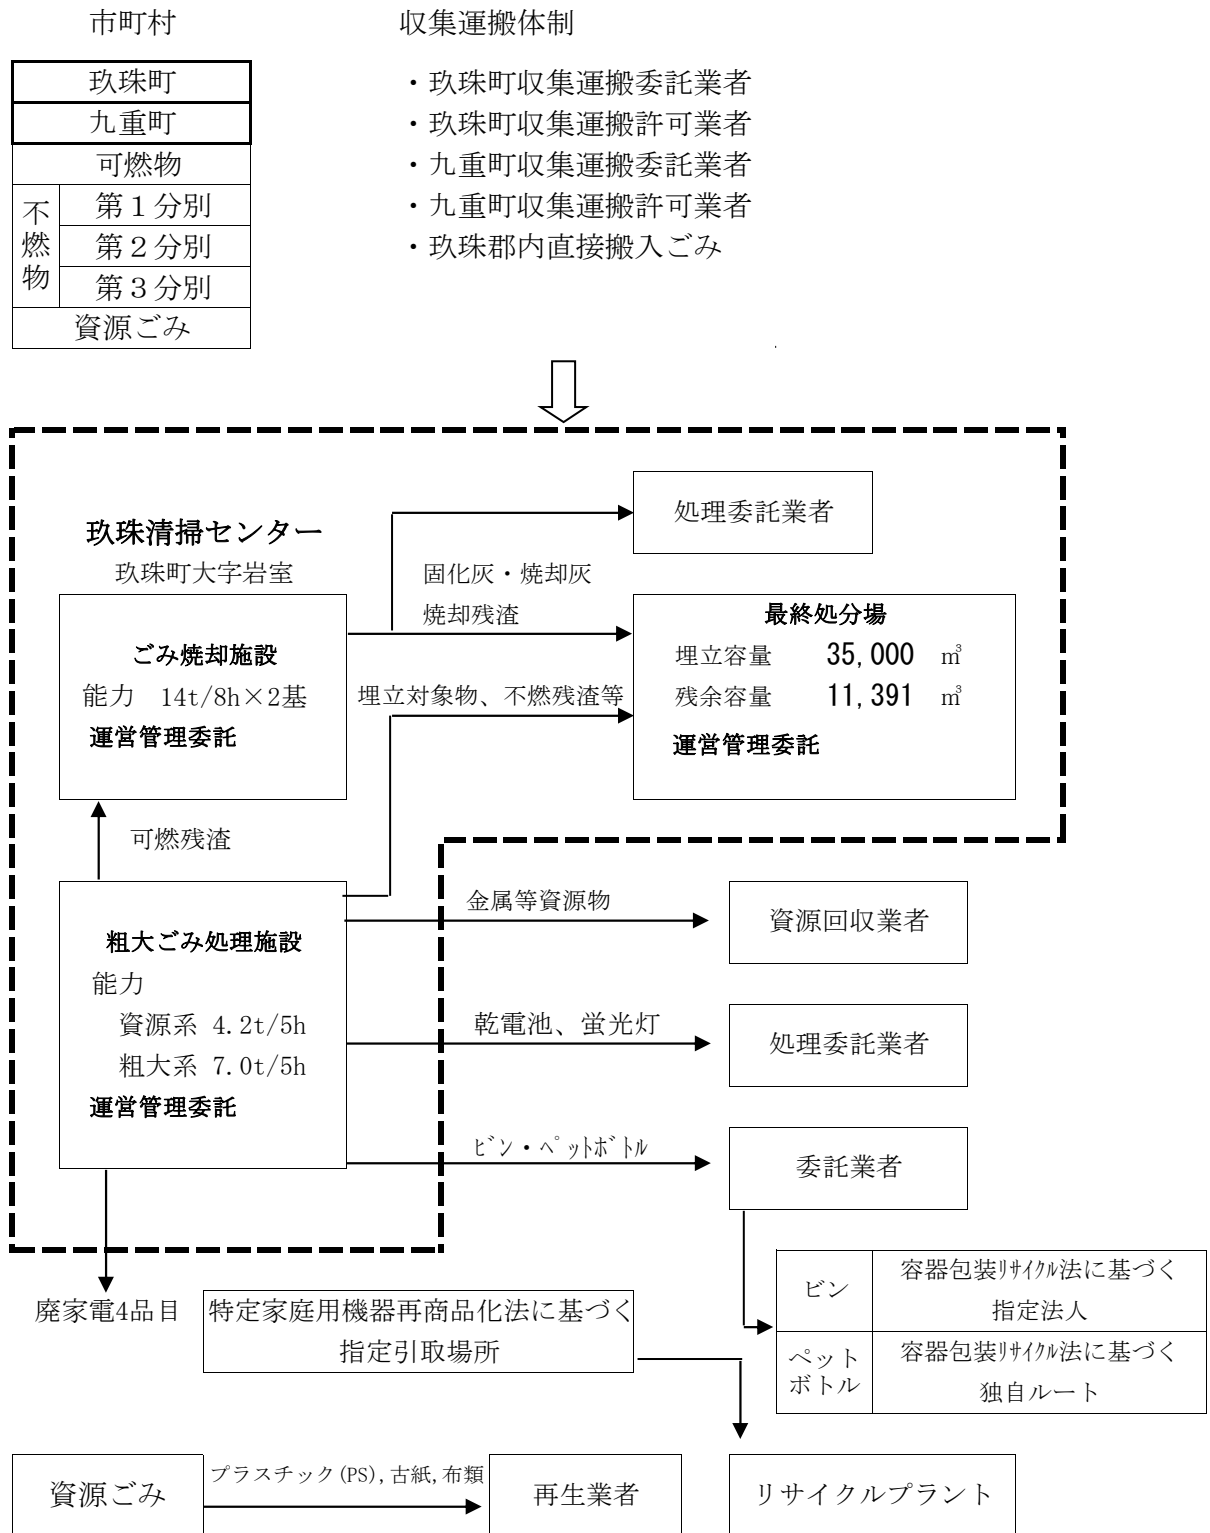 市町村
収集運搬体制
玖珠町
九重町
可燃物
不燃物
第１分別
第２分別
第３分別
資源ごみ
・玖珠町収集運搬委託業者
・玖珠町収集運搬許可業者
・九重町収集運搬委託業者
・九重町収集運搬許可業者
・玖珠郡内直接搬入ごみ
玖珠清掃センター
玖珠町大字岩室
処理委託業者
固化灰・焼却灰
焼却残渣
ごみ焼却施設
能力　14t/8h×2基
運営管理委託
最終処分場
埋立容量　35,000　㎥
残余容量　11,391　㎥
運営管理委託
埋立対象物、不燃残渣等
可燃残渣
粗大ごみ処理施設
能力
資源系 4.2t/5h
粗大系 7.0t/5h
運営管理委託
金属等資源物
資源回収業者
乾電池、蛍光灯
処理委託業者
ﾋﾞﾝ・ﾍﾟｯﾄﾎﾞﾄﾙ
委託業者
ビン
容器包装ﾘｻｲｸﾙ法に基づく
指定法人
ペット
ボトル
容器包装ﾘｻｲｸﾙ法に基づく
独自ルート
廃家電4品目
特定家庭用機器再商品化法に基づく
指定引取場所
資源ごみ
プラスチック(PS),古紙,布類
再生業者
リサイクルプラント